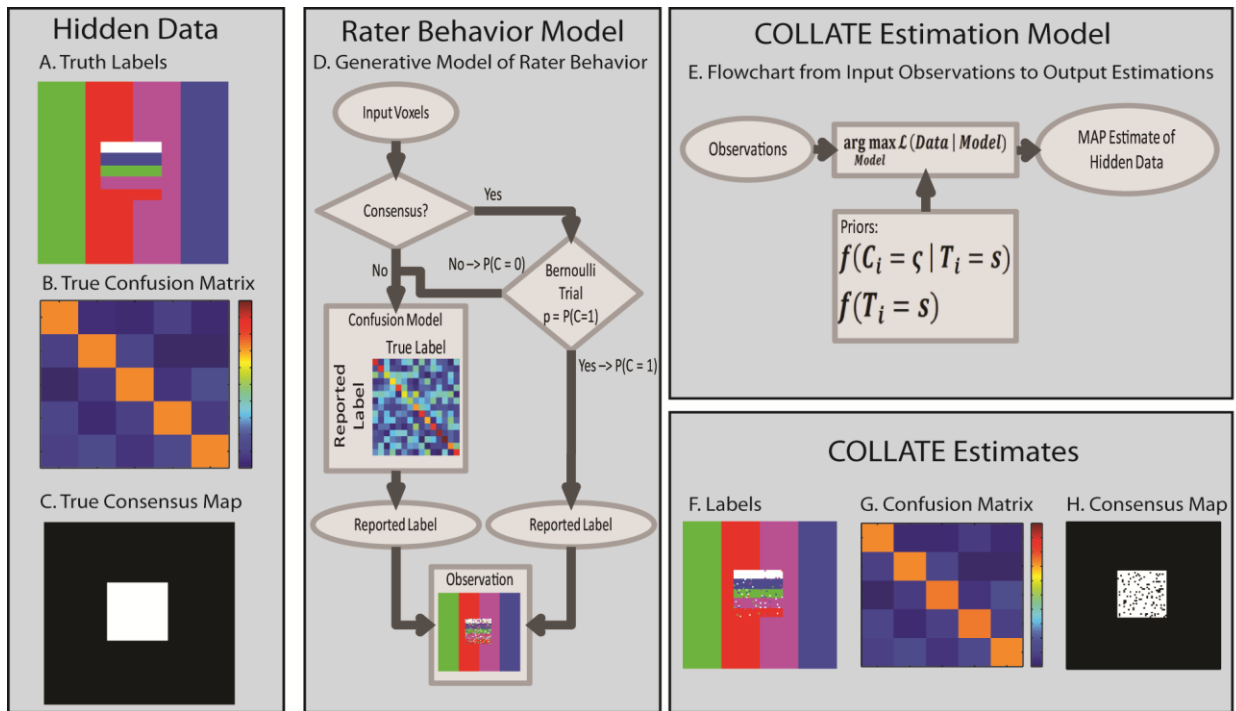 Hidden Data
A. Truth Labels
B. True Confusion Matrix
C. True Consensus Map
Rater Behavior Model
D. Generative Model of Rater Behavior
Input Voxels
Consensus?
Yes
No
No –> P(C = 0)
Bernoulli
Trial
p = P(C=1)
Confusion Model
True Label
Reported
Label
Yes –> P(C = 1)
Reported Label
Reported Label
Observation
COLLATE Estimation Model
E. Flowchart from Input Observations to Output Estimations
Observations
arg max 𝓛(Data | Model)
Model
MAP Estimate of
Hidden Data
Priors:
f(Cᵢ = ς | Tᵢ = s)
f(Tᵢ = s)
COLLATE Estimates
F. Labels
G. Confusion Matrix
H. Consensus Map